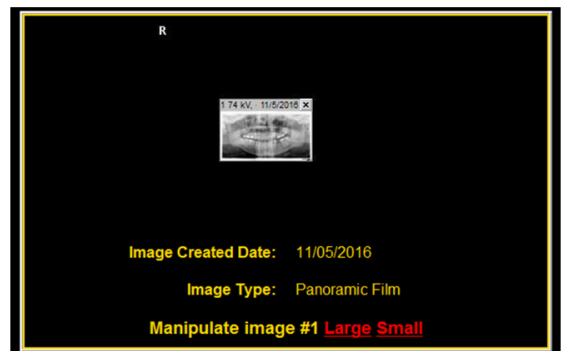 R
1 74 kV, 11/5/2016 ×
Image Created Date: 11/05/2016
Image Type: Panoramic Film
Manipulate image #1 Large Small